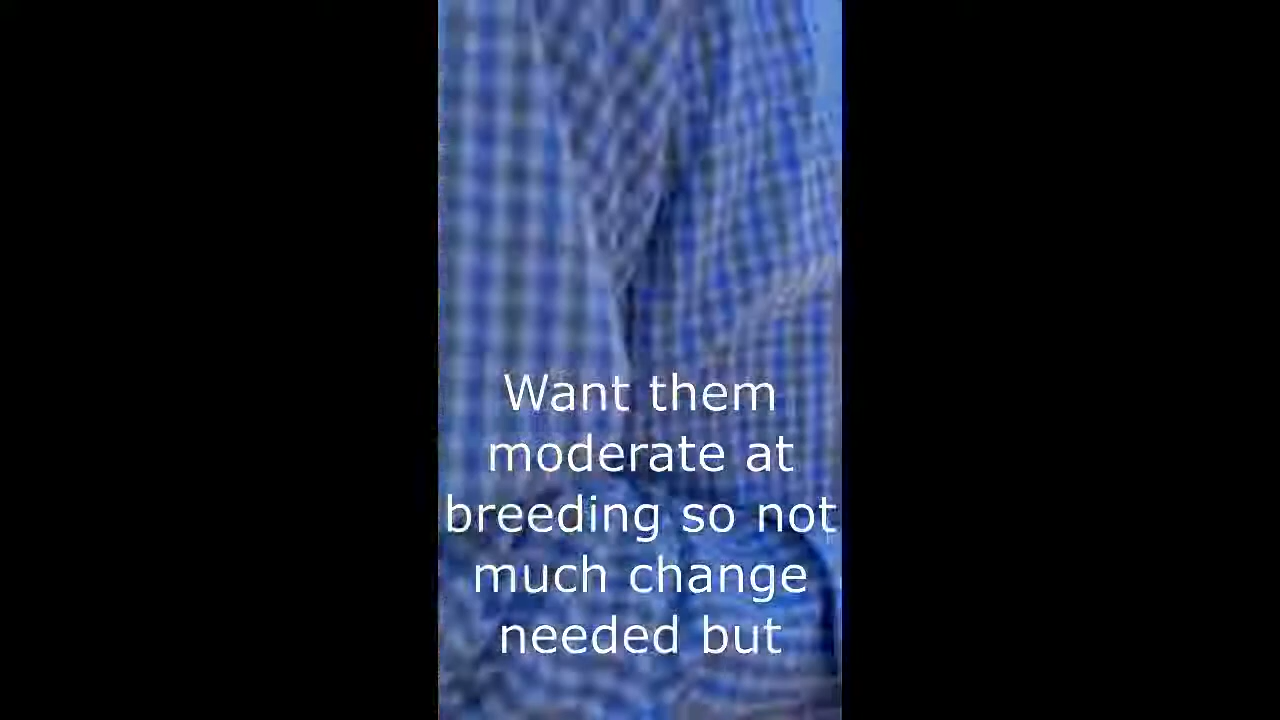 Want them
moderate at
breeding so not
much change
needed but